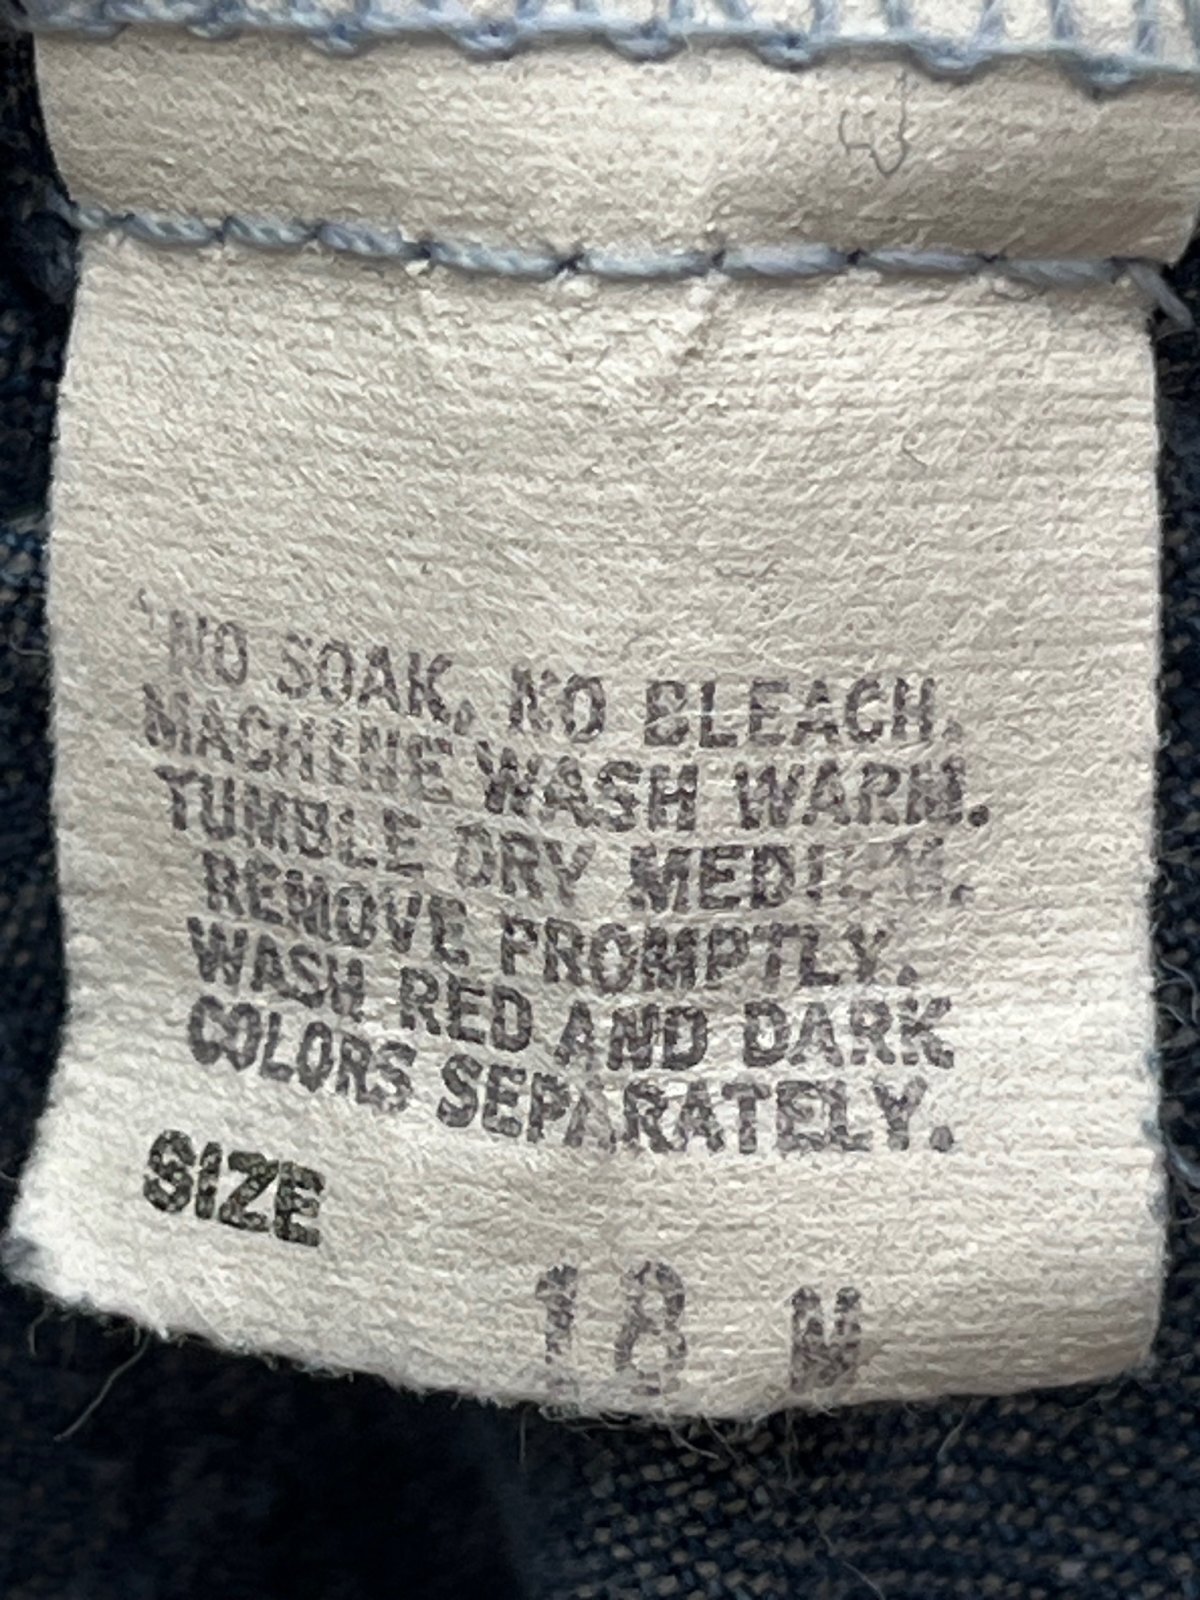 "NO SOAK, NO BLEACH.
MACHINE WASH WARM.
TUMBLE DRY MEDIUM.
REMOVE PROMPTLY.
WASH RED AND DARK
COLORS SEPARATELY.
SIZE
18 M